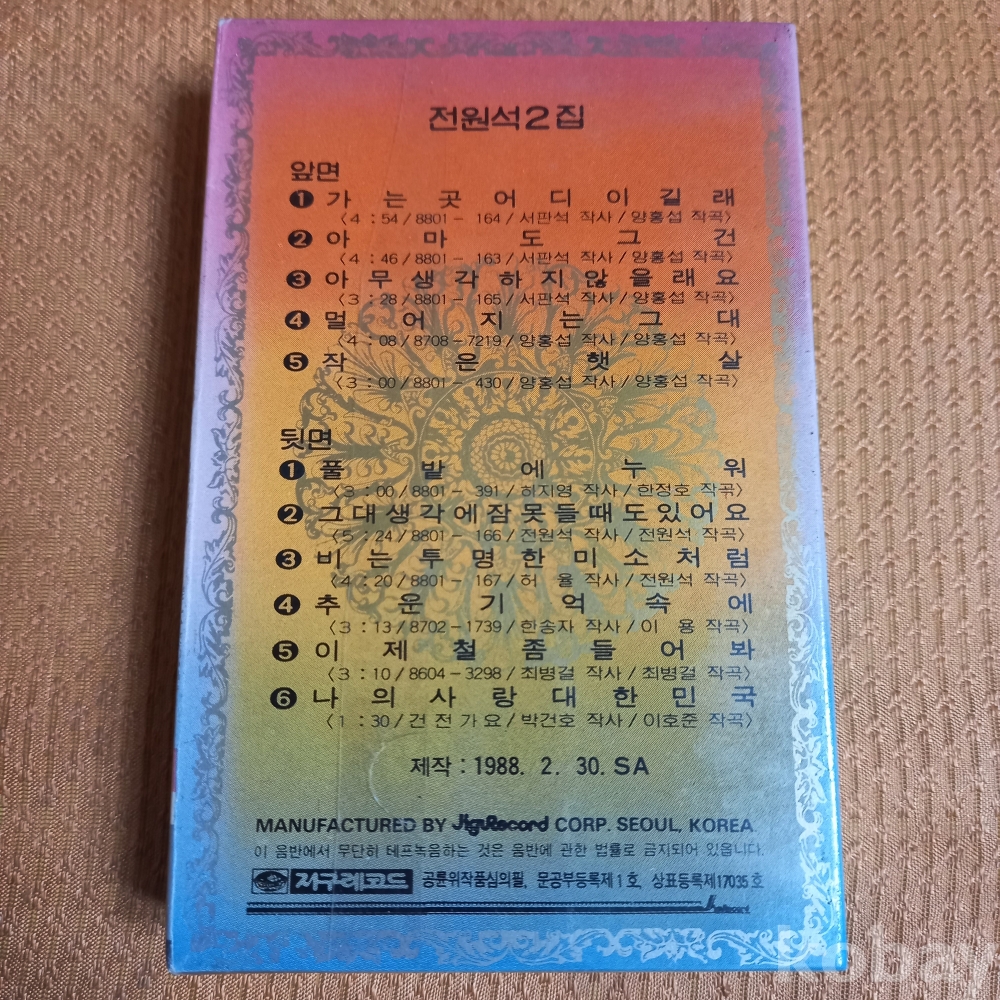 전원석2집
앞면
❶ 가는곳어디이길래
〈4:54/8801-164/서판석 작사/양홍섭 작곡〉
❷ 아마도그건
〈4:46/8801-163/서판석 작사/양홍섭 작곡〉
❸ 아무생각하지않을래요
〈3:28/8801-165/서판석 작사/양홍섭 작곡〉
❹ 멀어지는그대
〈4:08/8708-7219/양홍섭 작사/양홍섭 작곡〉
❺ 작은햇살
〈3:00/8801-430/양홍섭 작사/양홍섭 작곡〉
뒷면
❶ 풀밭에누워
〈3:00/8801-391/하지영 작사/한정호 작곡〉
❷ 그대생각에잠못들때도있어요
〈5:24/8801-166/전원석 작사/전원석 작곡〉
❸ 비는투명한미소처럼
〈4:20/8801-167/허 율 작사/전원석 작곡〉
❹ 추운기억속에
〈3:13/8702-1739/한송자 작사/이 용 작곡〉
❺ 이제철좀들어봐
〈3:10/8604-3298/최병걸 작사/최병걸 작곡〉
❻ 나의사랑대한민국
〈1:30/건전가요/박건호 작사/이호준 작곡〉
제작:1988. 2. 30. SA
MANUFACTURED BY JiguRecord CORP. SEOUL, KOREA.
이 음반에서 무단히 테프녹음하는 것은 음반에 관한 법률로 금지되어 있읍니다.
지구레코드 공륜위작품심의필, 문공부등록제1호, 상표등록제17035호
Kobay